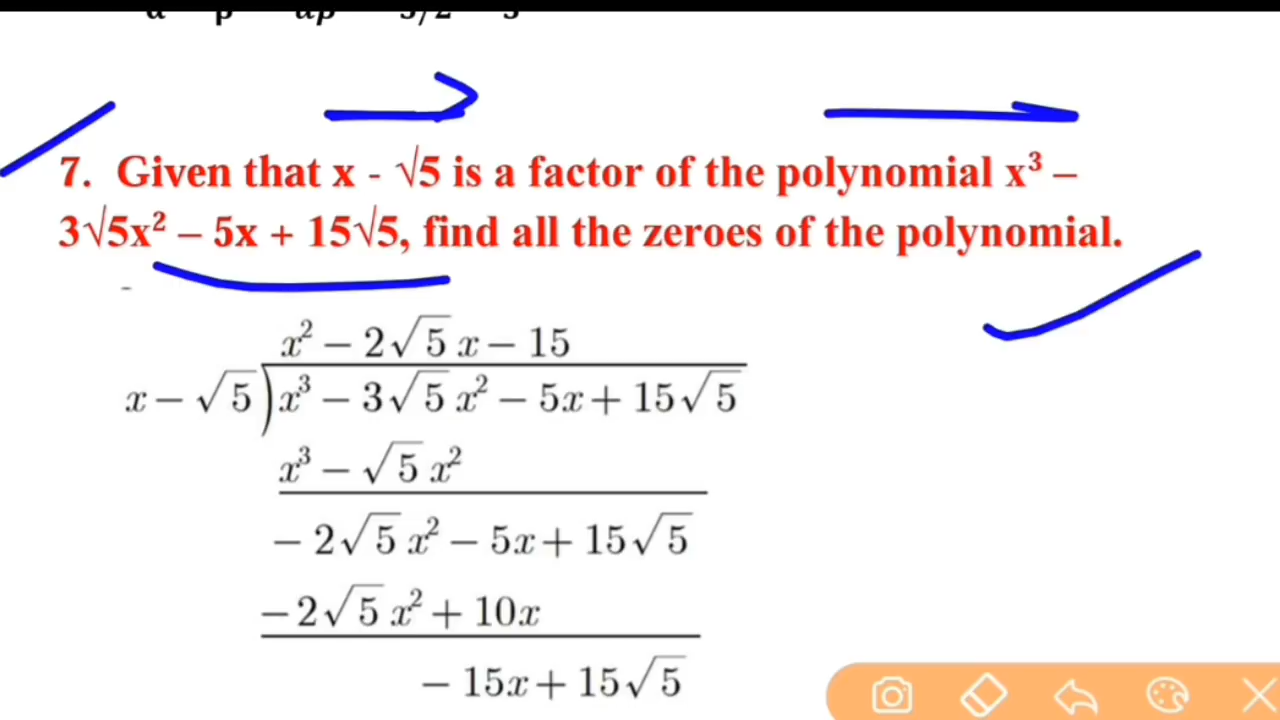 7. Given that x - √5 is a factor of the polynomial x³ –
3√5x² – 5x + 15√5, find all the zeroes of the polynomial.
x² − 2√5 x − 15
x − √5 ) x³ − 3√5 x² − 5x + 15√5
x³ − √5 x²
− 2√5 x² − 5x + 15√5
− 2√5 x² + 10x
− 15x + 15√5